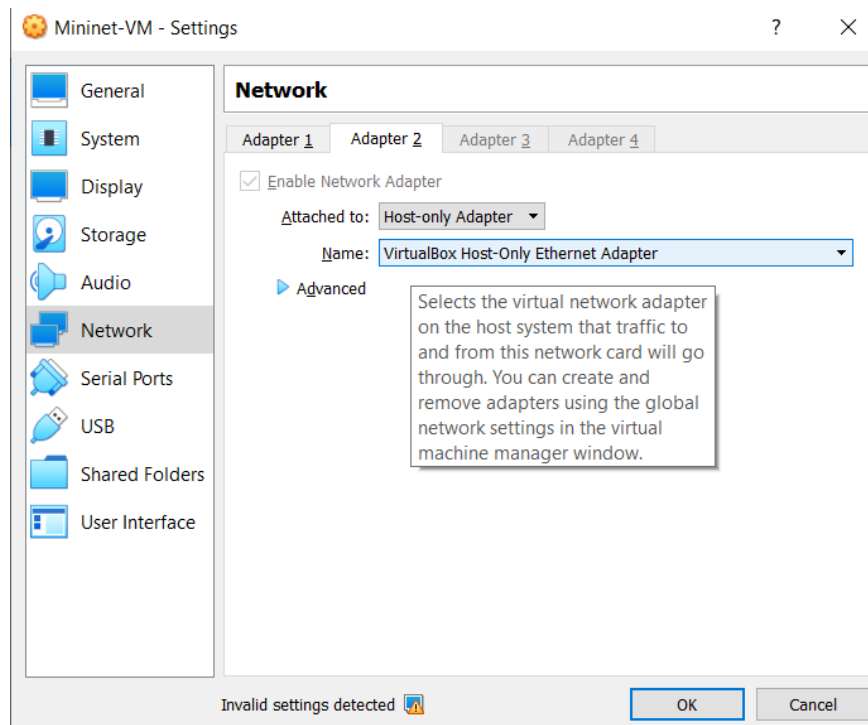 Mininet-VM - Settings
?
General
System
Display
Storage
Audio
Network
Serial Ports
USB
Shared Folders
User Interface
Network
Adapter 1
Adapter 2
Adapter 3
Adapter 4
Enable Network Adapter
Attached to: Host-only Adapter
Name: VirtualBox Host-Only Ethernet Adapter
Advanced
Selects the virtual network adapter
on the host system that traffic to
and from this network card will go
through. You can create and
remove adapters using the global
network settings in the virtual
machine manager window.
Invalid settings detected
OK
Cancel